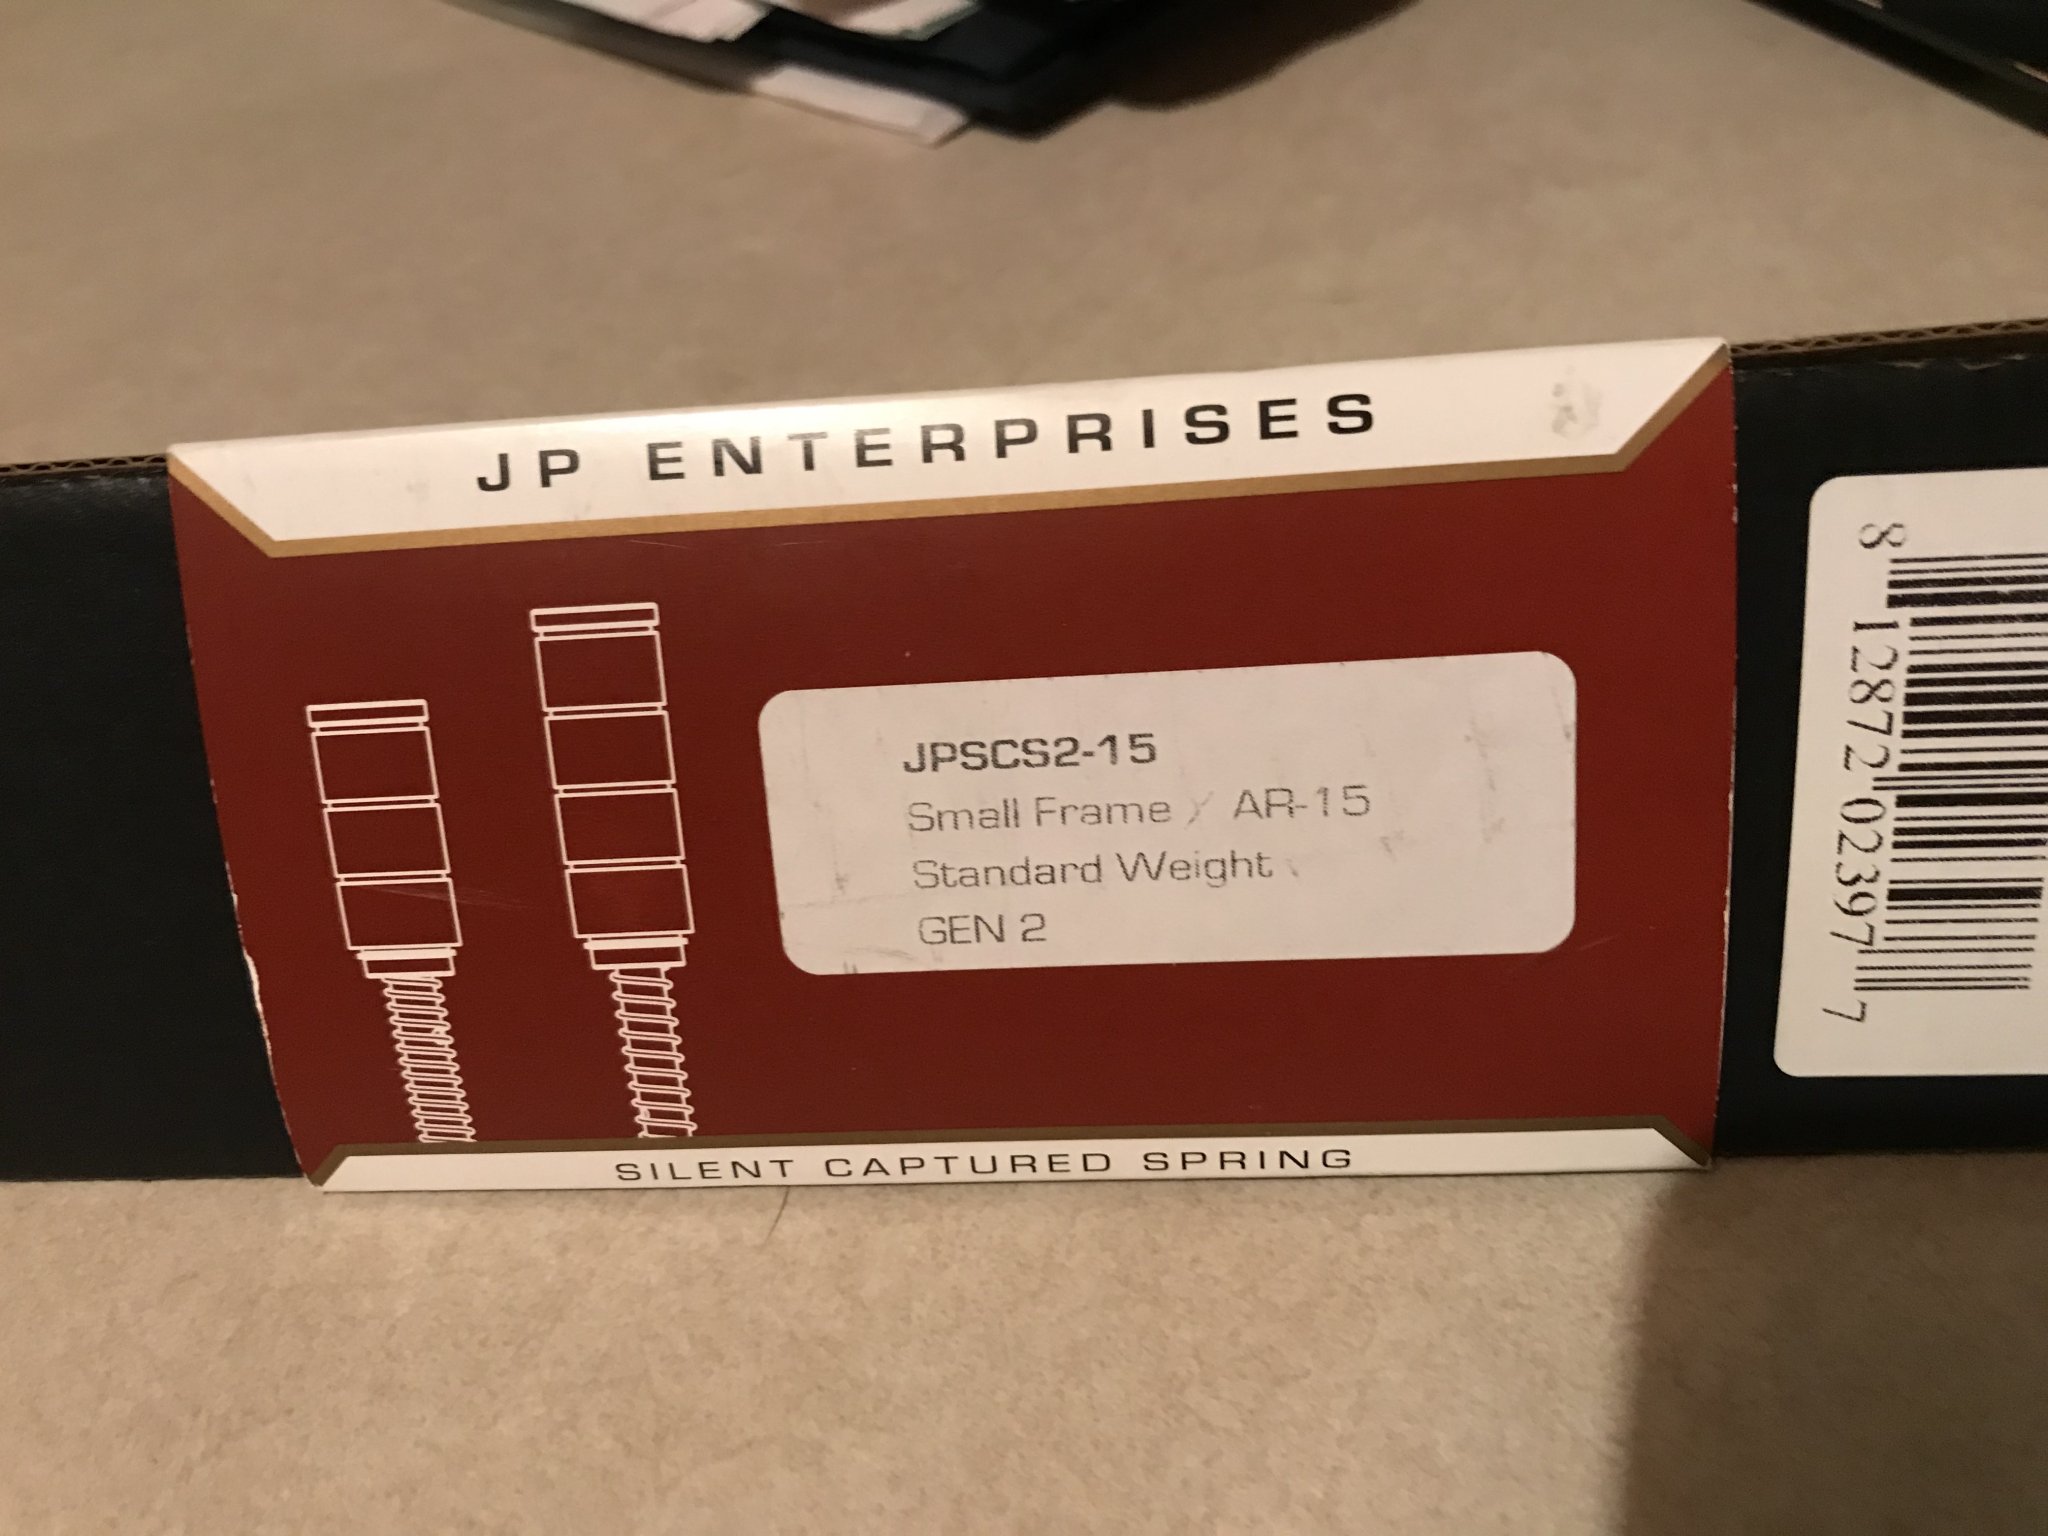 JP ENTERPRISES
JPSCS2-15
Small Frame / AR-15
Standard Weight
GEN 2
SILENT CAPTURED SPRING
8 12872 02397 7